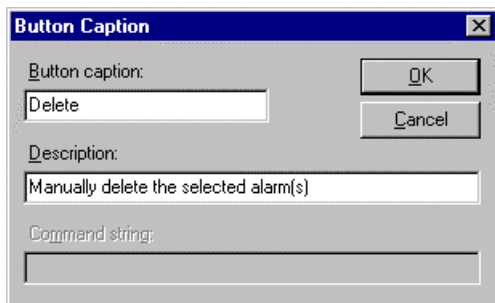 Button Caption
Button caption:
Delete
OK
Cancel
Description:
Manually delete the selected alarm(s)
Command string: